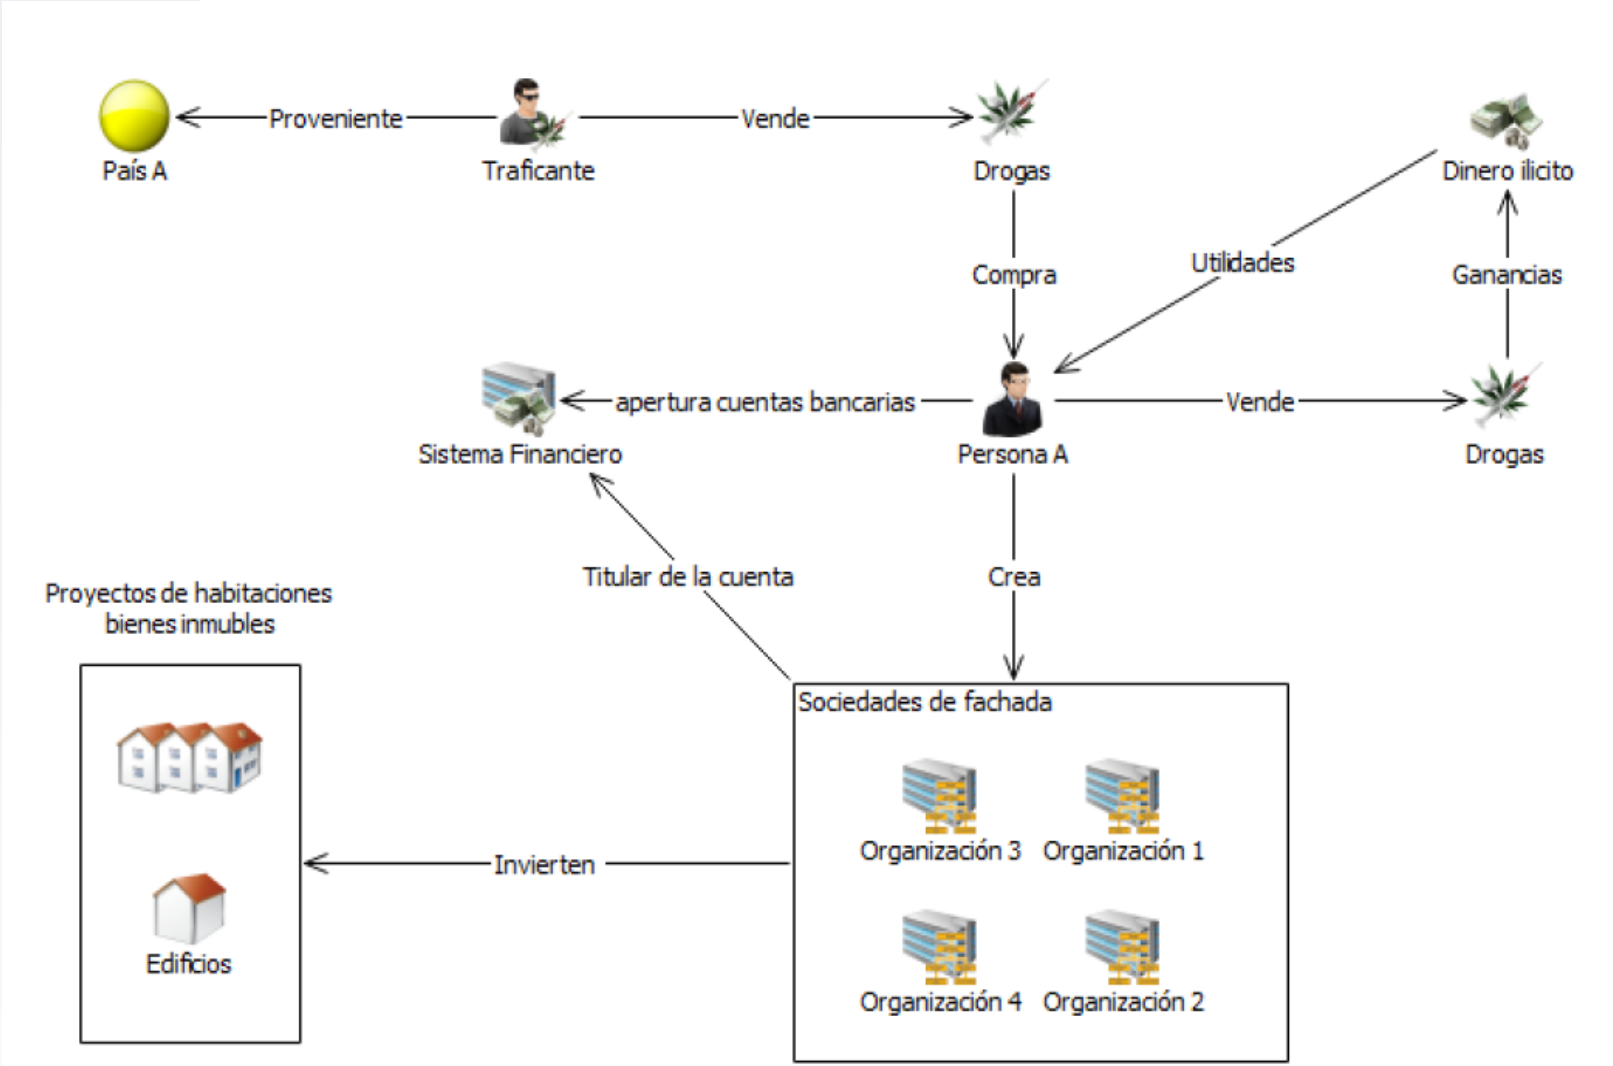 Proveniente
Vende
País A
Traficante
Drogas
Dinero ilicito
Utilidades
Compra
Ganancias
apertura cuentas bancarias
Vende
Sistema Financiero
Persona A
Drogas
Titular de la cuenta
Crea
Proyectos de habitaciones
bienes inmubles
Sociedades de fachada
Organización 3
Organización 1
Invierten
Edificios
Organización 4
Organización 2